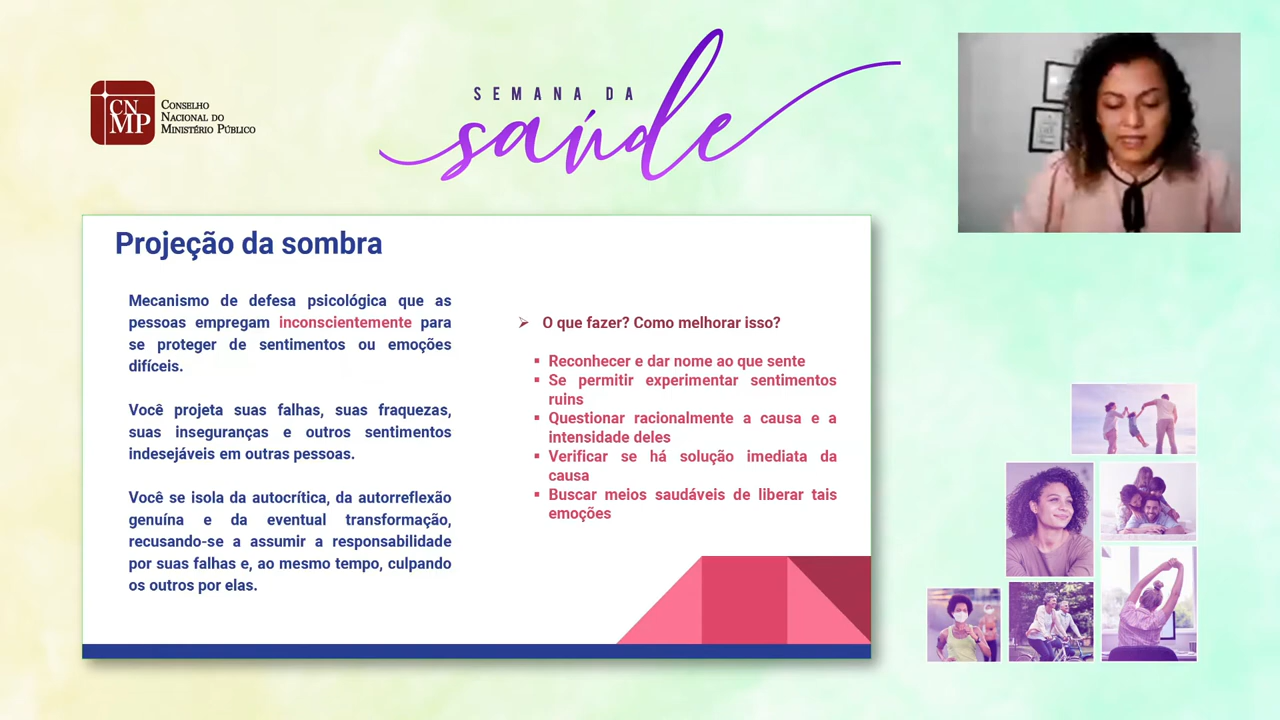 CN
MP
CONSELHO
NACIONAL DO
MINISTÉRIO PÚBLICO
SEMANA DA
saúde
Projeção da sombra
Mecanismo de defesa psicológica que as
pessoas empregam inconscientemente para
se proteger de sentimentos ou emoções
difíceis.
Você projeta suas falhas, suas fraquezas,
suas inseguranças e outros sentimentos
indesejáveis em outras pessoas.
Você se isola da autocrítica, da autorreflexão
genuína e da eventual transformação,
recusando-se a assumir a responsabilidade
por suas falhas e, ao mesmo tempo, culpando
os outros por elas.
➢ O que fazer? Como melhorar isso?
▪ Reconhecer e dar nome ao que sente
▪ Se permitir experimentar sentimentos
ruins
▪ Questionar racionalmente a causa e a
intensidade deles
▪ Verificar se há solução imediata da
causa
▪ Buscar meios saudáveis de liberar tais
emoções